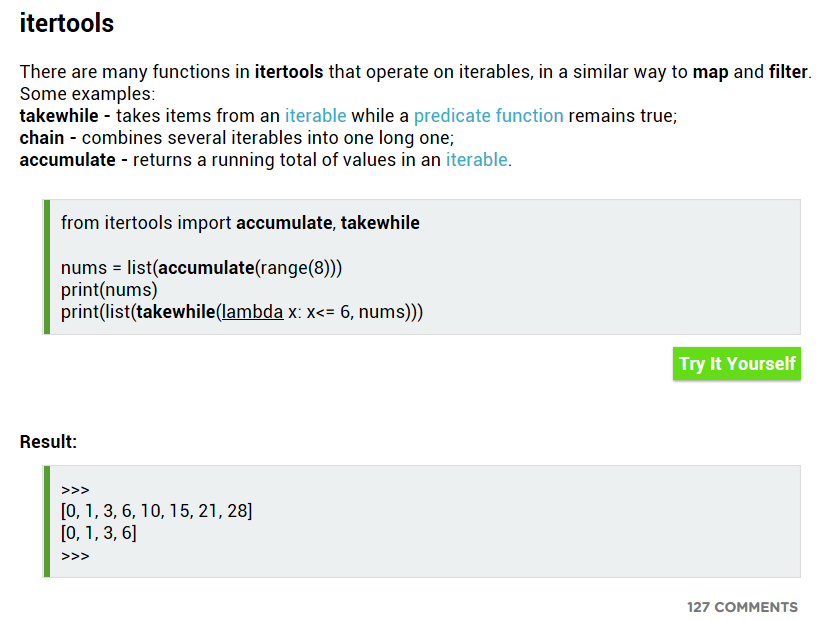 itertools
There are many functions in itertools that operate on iterables, in a similar way to map and filter.
Some examples:
takewhile - takes items from an iterable while a predicate function remains true;
chain - combines several iterables into one long one;
accumulate - returns a running total of values in an iterable.
from itertools import accumulate, takewhile
nums = list(accumulate(range(8)))
print(nums)
print(list(takewhile(lambda x: x<= 6, nums)))
Try It Yourself
Result:
>>>
[0, 1, 3, 6, 10, 15, 21, 28]
[0, 1, 3, 6]
>>>
127 COMMENTS